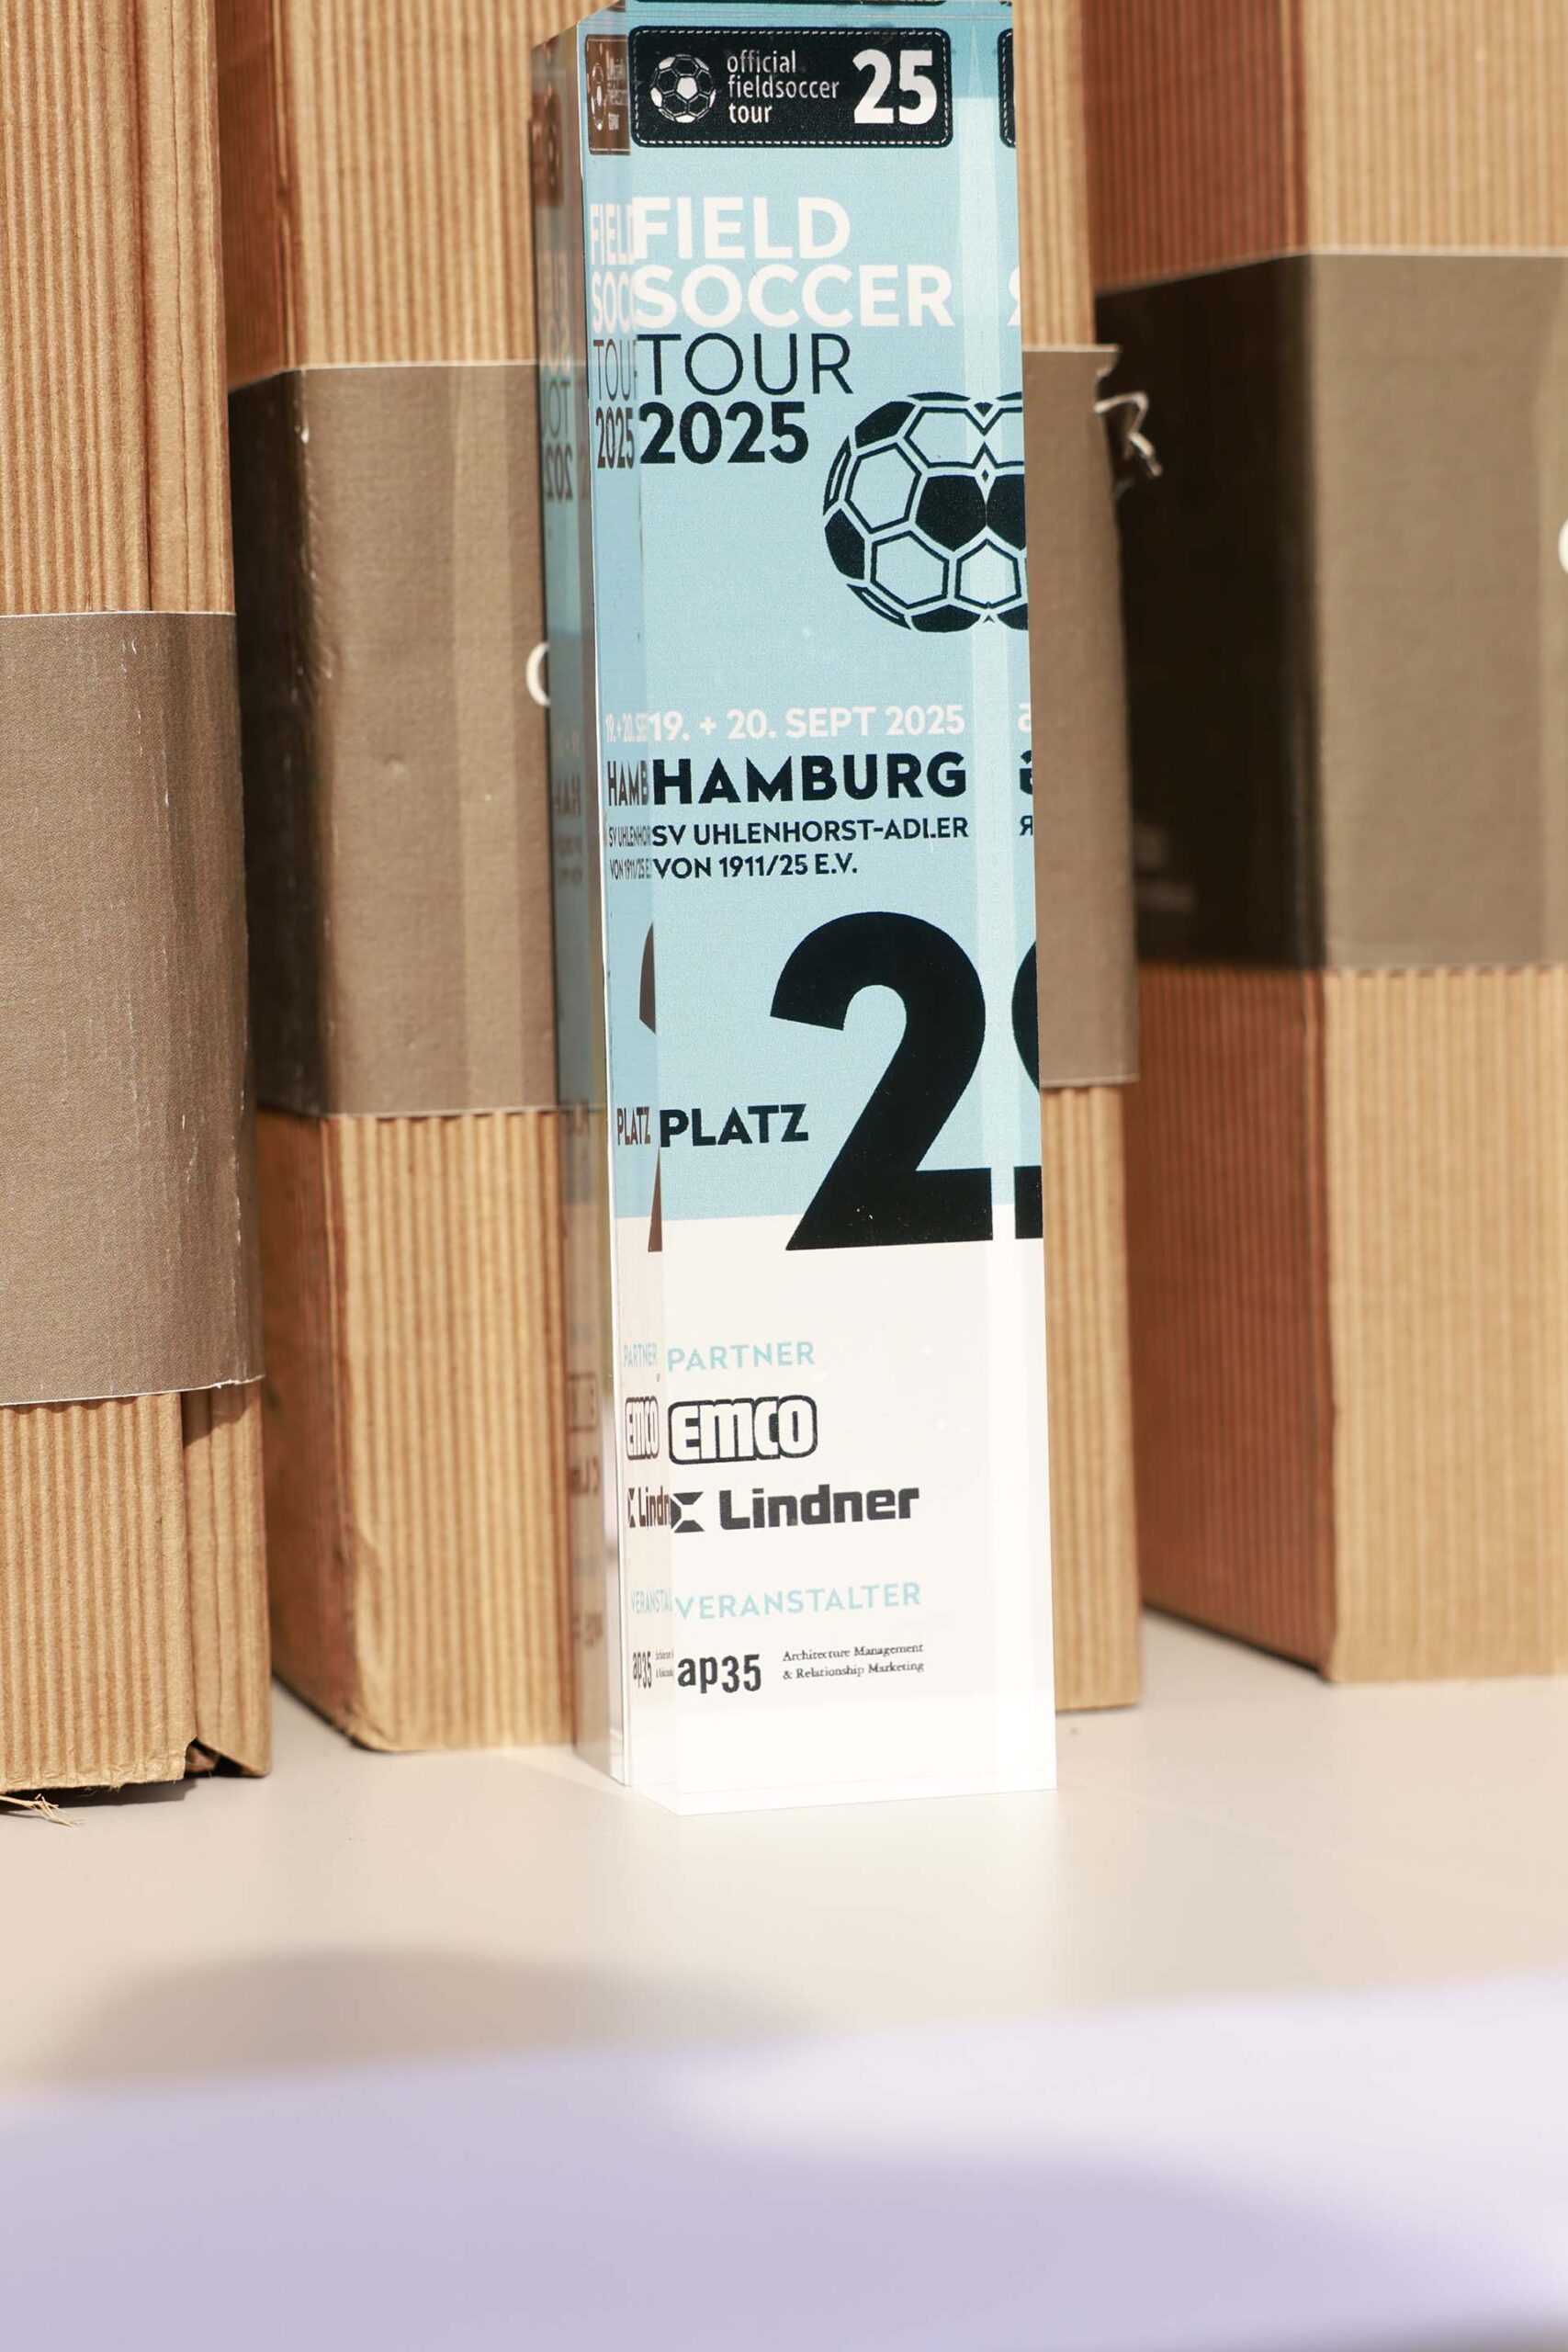 official
fieldsoccer
tour
25
FIELD
SOCCER
TOUR
2025
19. + 20. SEPT 2025
HAMBURG
SV UHLENHORST-ADLER
VON 1911/25 E.V.
PLATZ
2
PARTNER
emco
Lindner
VERANSTALTER
ap35
Architecture Management
& Relationship Marketing